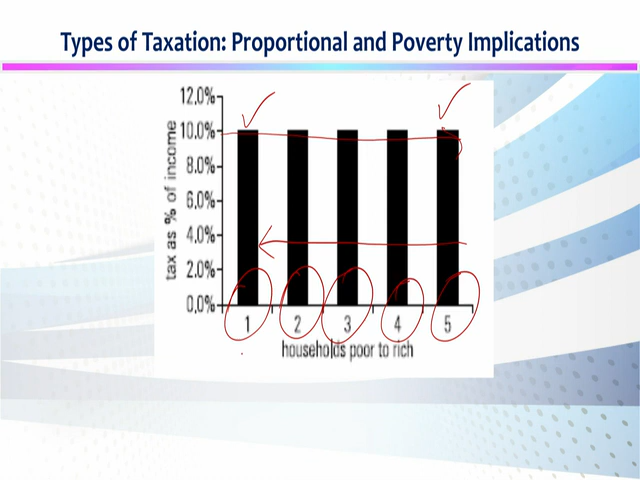 Types of Taxation: Proportional and Poverty Implications
tax as % of income
12.0%
10.0%
8.0%
6.0%
4.0%
2.0%
0.0%
1 2 3 4 5
households poor to rich